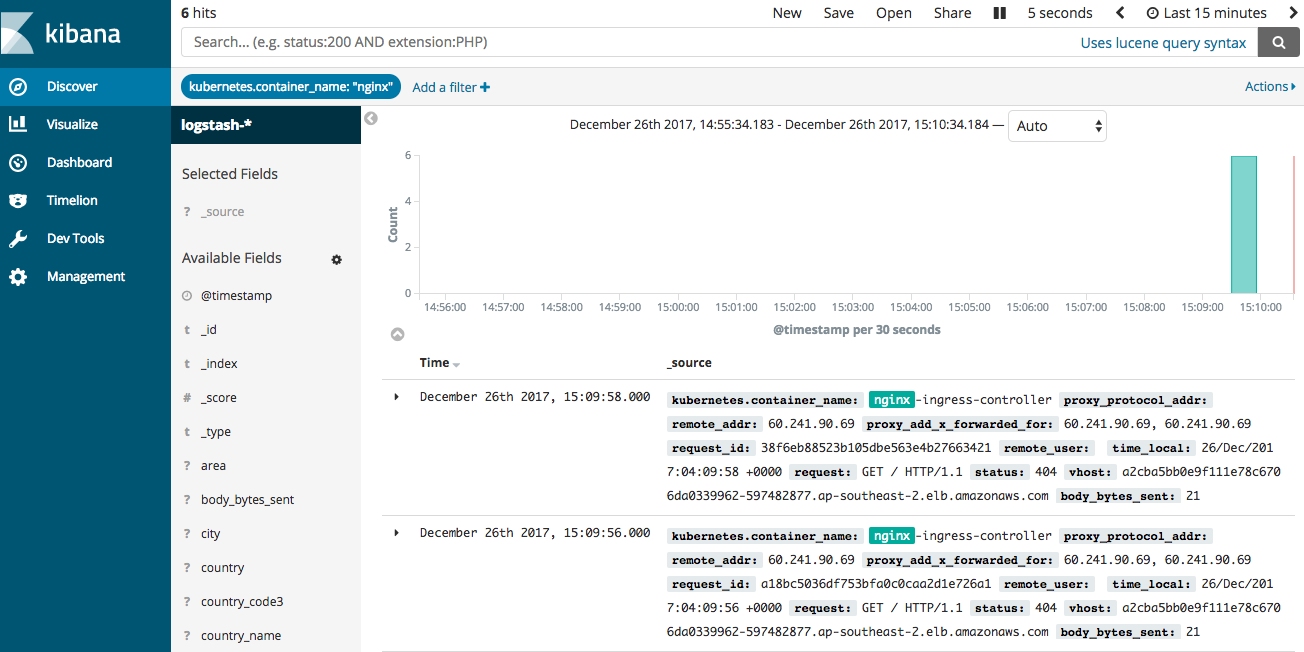 kibana
Discover
Visualize
Dashboard
Timelion
Dev Tools
Management
6 hits
New Save Open Share 5 seconds Last 15 minutes
Search... (e.g. status:200 AND extension:PHP) Uses lucene query syntax
kubernetes.container_name: "nginx" Add a filter + Actions
logstash-*
Selected Fields
? _source
Available Fields
@timestamp
t _id
t _index
# _score
t _type
? area
? body_bytes_sent
? city
? country
? country_code3
? country_name
December 26th 2017, 14:55:34.183 - December 26th 2017, 15:10:34.184 — Auto
Count
6
4
2
0
14:56:00 14:57:00 14:58:00 14:59:00 15:00:00 15:01:00 15:02:00 15:03:00 15:04:00 15:05:00 15:06:00 15:07:00 15:08:00 15:09:00 15:10:00
@timestamp per 30 seconds
Time _source
December 26th 2017, 15:09:58.000 kubernetes.container_name: nginx-ingress-controller proxy_protocol_addr:
remote_addr: 60.241.90.69 proxy_add_x_forwarded_for: 60.241.90.69, 60.241.90.69
request_id: 38f6eb88523b105dbe563e4b27663421 remote_user: time_local: 26/Dec/201
7:04:09:58 +0000 request: GET / HTTP/1.1 status: 404 vhost: a2cba5bb0e9f111e78c670
6da0339962-597482877.ap-southeast-2.elb.amazonaws.com body_bytes_sent: 21
December 26th 2017, 15:09:56.000 kubernetes.container_name: nginx-ingress-controller proxy_protocol_addr:
remote_addr: 60.241.90.69 proxy_add_x_forwarded_for: 60.241.90.69, 60.241.90.69
request_id: a18bc5036df753bfa0c0caa2d1e726a1 remote_user: time_local: 26/Dec/201
7:04:09:56 +0000 request: GET / HTTP/1.1 status: 404 vhost: a2cba5bb0e9f111e78c670
6da0339962-597482877.ap-southeast-2.elb.amazonaws.com body_bytes_sent: 21